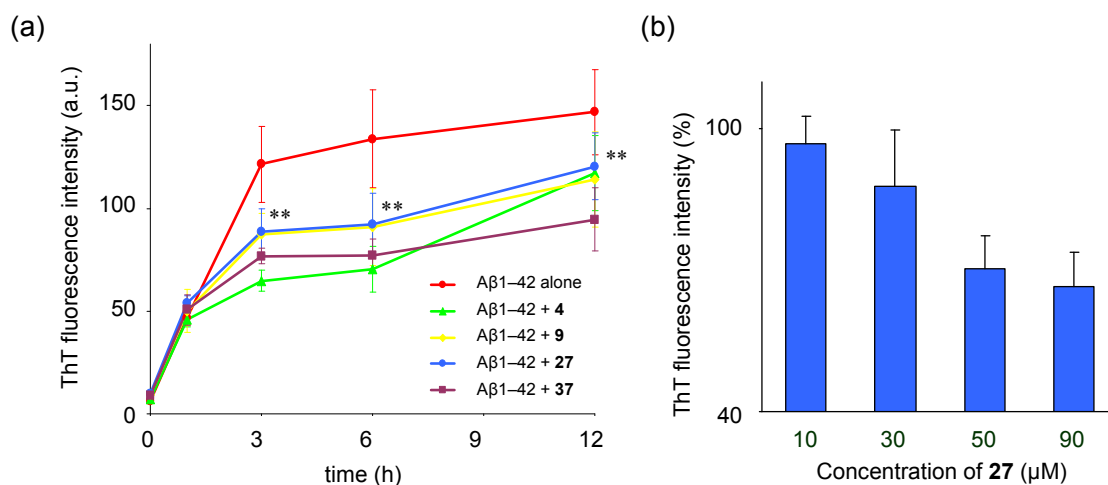 (a)
ThT fluorescence intensity (a.u.)
150
100
50
0
0 3 6 9 12
time (h)
** ** **
Aβ1–42 alone
Aβ1–42 + 4
Aβ1–42 + 9
Aβ1–42 + 27
Aβ1–42 + 37
(b)
ThT fluorescence intensity (%)
100
40
10 30 50 90
Concentration of 27 (µM)